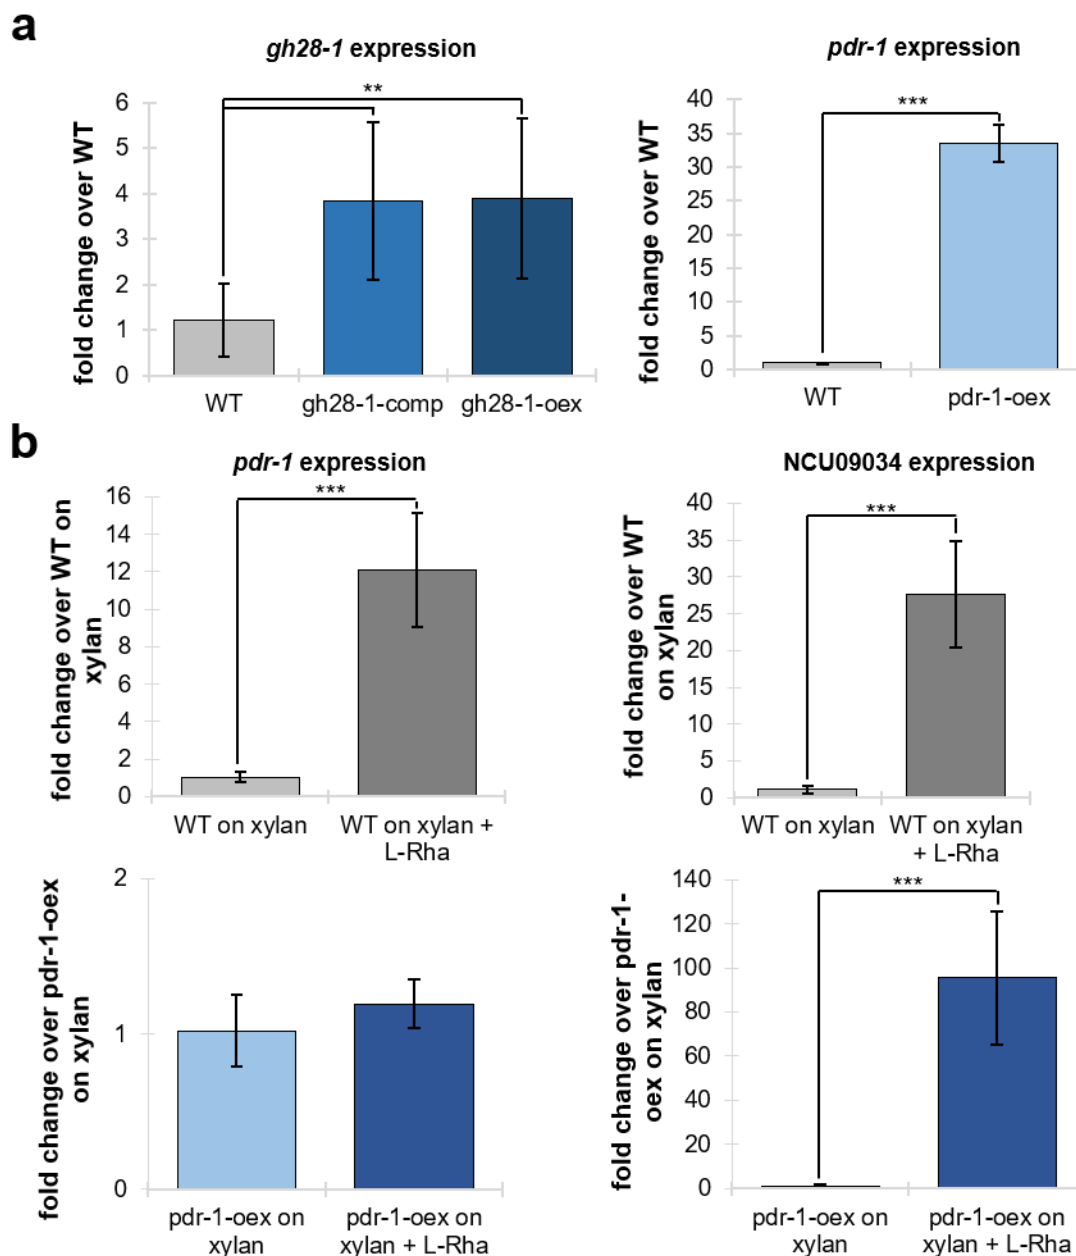 a
gh28-1 expression
fold change over WT
6
5
4
3
2
1
0
**
WT
gh28-1-comp
gh28-1-oex
pdr-1 expression
fold change over WT
40
35
30
25
20
15
10
5
0
***
WT
pdr-1-oex
b
pdr-1 expression
fold change over WT on
xylan
16
14
12
10
8
6
4
2
0
***
WT on xylan
WT on xylan +
L-Rha
NCU09034 expression
fold change over WT
on xylan
40
35
30
25
20
15
10
5
0
***
WT on xylan
WT on xylan
+ L-Rha
fold change over pdr-1-oex
on xylan
2
1
0
pdr-1-oex on
xylan
pdr-1-oex on
xylan + L-Rha
fold change over pdr-1-
oex on xylan
140
120
100
80
60
40
20
0
***
pdr-1-oex on
xylan
pdr-1-oex on
xylan + L-Rha